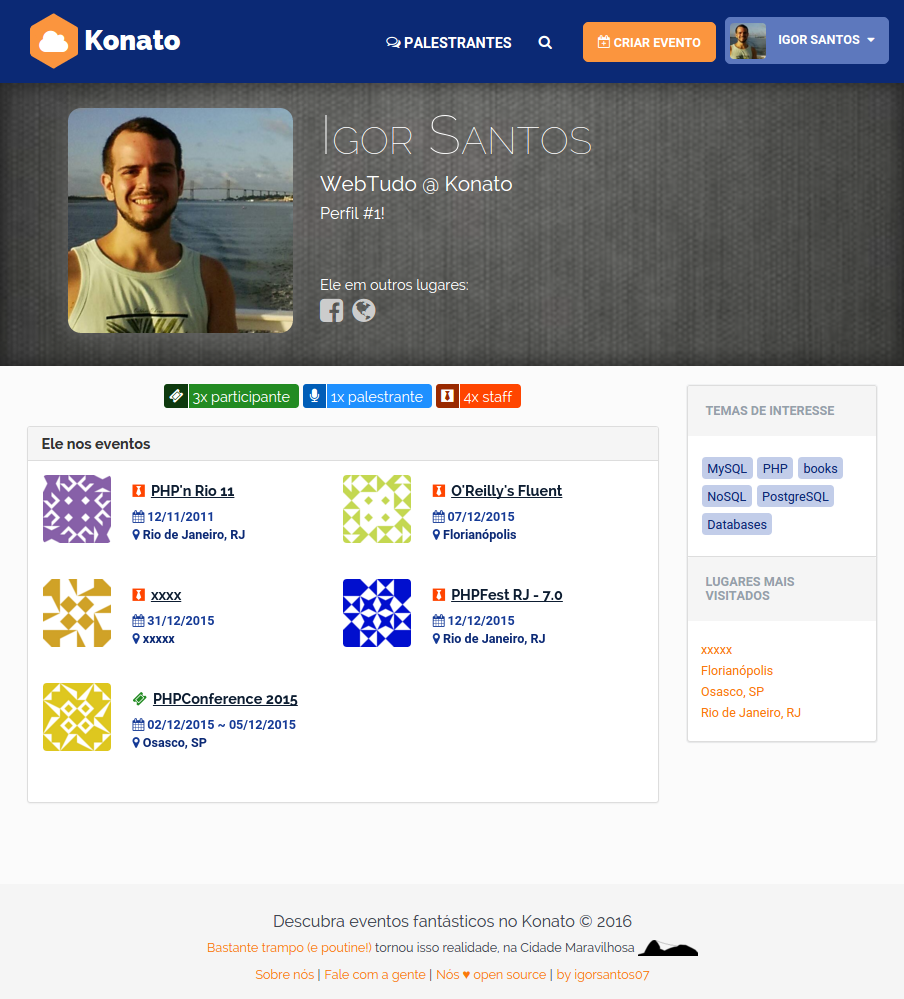 Konato
PALESTRANTES
CRIAR EVENTO
IGOR SANTOS
Igor Santos
WebTudo @ Konato
Perfil #1!
Ele em outros lugares:
3x participante
1x palestrante
4x staff
Ele nos eventos
PHP'n Rio 11
12/11/2011
Rio de Janeiro, RJ
O'Reilly's Fluent
07/12/2015
Florianópolis
xxxx
31/12/2015
xxxxx
PHPFest RJ - 7.0
12/12/2015
Rio de Janeiro, RJ
PHPConference 2015
02/12/2015 ~ 05/12/2015
Osasco, SP
TEMAS DE INTERESSE
MySQL PHP books
NoSQL PostgreSQL
Databases
LUGARES MAIS
VISITADOS
xxxxx
Florianópolis
Osasco, SP
Rio de Janeiro, RJ
Descubra eventos fantásticos no Konato © 2016
Bastante trampo (e poutine!) tornou isso realidade, na Cidade Maravilhosa
Sobre nós | Fale com a gente | Nós ♥ open source | by igorsantos07